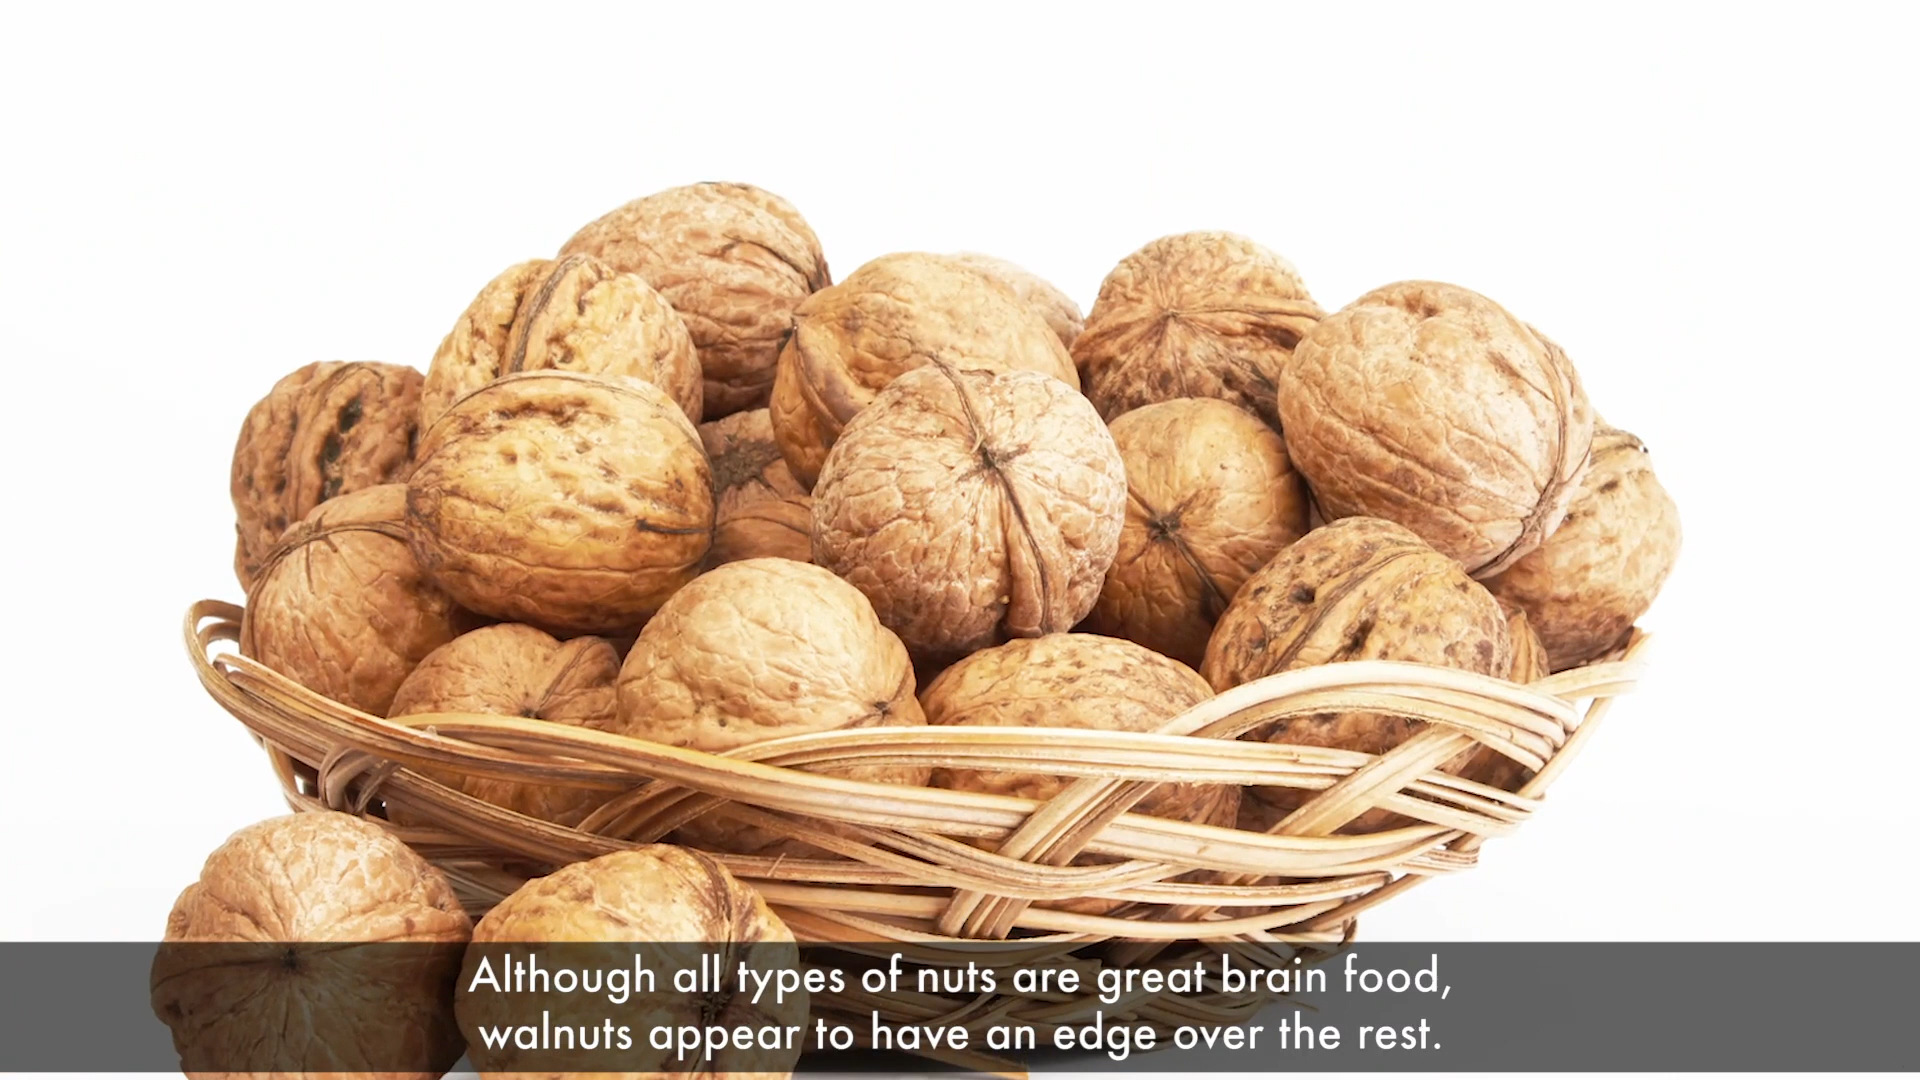 Although all types of nuts are great brain food,
walnuts appear to have an edge over the rest.